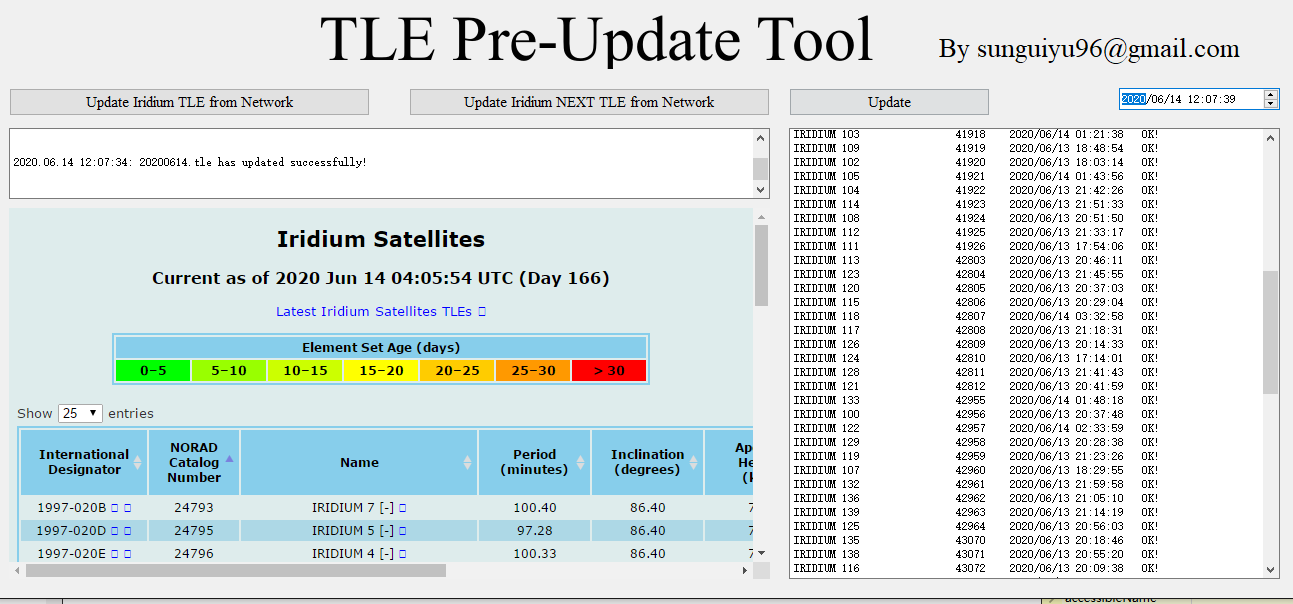 TLE Pre-Update Tool
By sunguiyu96@gmail.com
Update Iridium TLE from Network
Update Iridium NEXT TLE from Network
Update
2020/06/14 12:07:39
2020.06.14 12:07:34: 20200614.tle has updated successfully!
Iridium Satellites
Current as of 2020 Jun 14 04:05:54 UTC (Day 166)
Latest Iridium Satellites TLEs
Element Set Age (days)
0–5 5–10 10–15 15–20 20–25 25–30 > 30
Show 25 entries
International Designator NORAD Catalog Number Name Period (minutes) Inclination (degrees)
1997-020B 24793 IRIDIUM 7 [-] 100.40 86.40
1997-020D 24795 IRIDIUM 5 [-] 97.28 86.40
1997-020E 24796 IRIDIUM 4 [-] 100.33 86.40
IRIDIUM 103 41918 2020/06/14 01:21:38 OK!
IRIDIUM 109 41919 2020/06/13 18:48:54 OK!
IRIDIUM 102 41920 2020/06/13 18:03:14 OK!
IRIDIUM 105 41921 2020/06/14 01:43:56 OK!
IRIDIUM 104 41922 2020/06/13 21:42:26 OK!
IRIDIUM 114 41923 2020/06/13 21:51:33 OK!
IRIDIUM 108 41924 2020/06/13 20:51:50 OK!
IRIDIUM 112 41925 2020/06/13 21:33:17 OK!
IRIDIUM 111 41926 2020/06/13 17:54:06 OK!
IRIDIUM 113 42803 2020/06/13 20:46:11 OK!
IRIDIUM 123 42804 2020/06/13 21:45:55 OK!
IRIDIUM 120 42805 2020/06/13 20:37:03 OK!
IRIDIUM 115 42806 2020/06/13 20:29:04 OK!
IRIDIUM 118 42807 2020/06/14 03:32:58 OK!
IRIDIUM 117 42808 2020/06/13 21:18:31 OK!
IRIDIUM 126 42809 2020/06/13 20:14:33 OK!
IRIDIUM 124 42810 2020/06/13 17:14:01 OK!
IRIDIUM 128 42811 2020/06/13 21:41:43 OK!
IRIDIUM 121 42812 2020/06/13 20:41:59 OK!
IRIDIUM 133 42955 2020/06/14 01:48:18 OK!
IRIDIUM 100 42956 2020/06/13 20:37:48 OK!
IRIDIUM 122 42957 2020/06/14 02:33:59 OK!
IRIDIUM 129 42958 2020/06/13 20:28:38 OK!
IRIDIUM 119 42959 2020/06/13 21:23:26 OK!
IRIDIUM 107 42960 2020/06/13 18:29:55 OK!
IRIDIUM 132 42961 2020/06/13 21:59:58 OK!
IRIDIUM 136 42962 2020/06/13 21:05:10 OK!
IRIDIUM 139 42963 2020/06/13 21:14:19 OK!
IRIDIUM 125 42964 2020/06/13 20:56:03 OK!
IRIDIUM 135 43070 2020/06/13 20:18:46 OK!
IRIDIUM 138 43071 2020/06/13 20:55:20 OK!
IRIDIUM 116 43072 2020/06/13 20:09:38 OK!